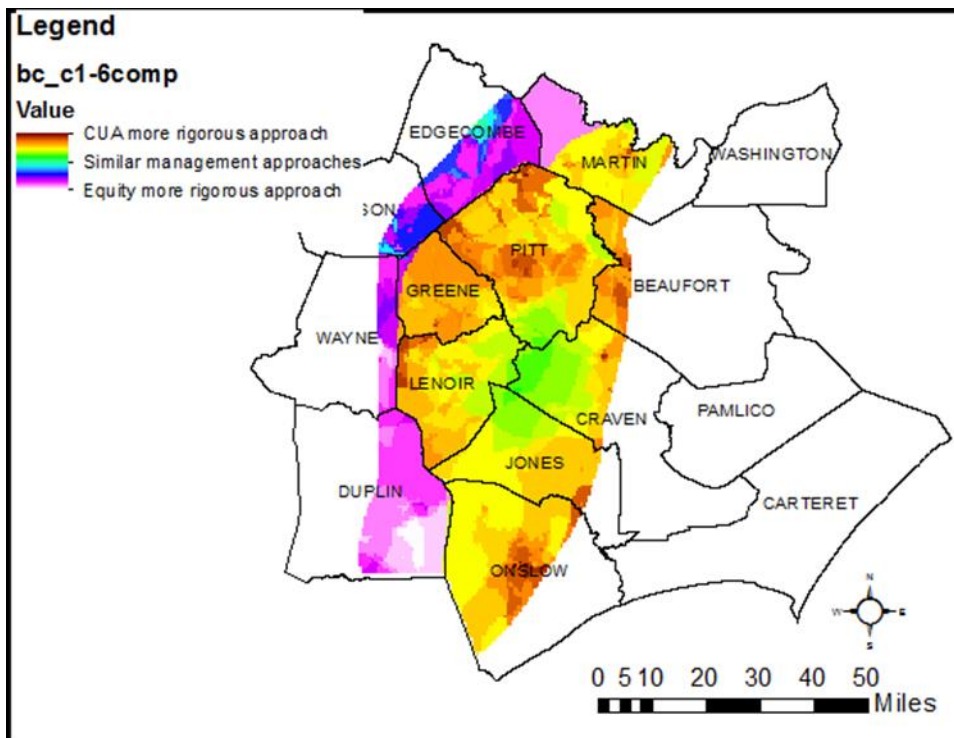 Legend
bc_c1-6comp
Value
CUA more rigorous approach
Similar management approaches
Equity more rigorous approach
EDGECOMBE
MARTIN
WASHINGTON
SON
PITT
BEAUFORT
GREENE
WAYNE
LENOIR
CRAVEN
PAMLICO
JONES
DUPLIN
CARTERET
ONSLOW
N
W
E
S
0 5 10 20 30 40 50
Miles